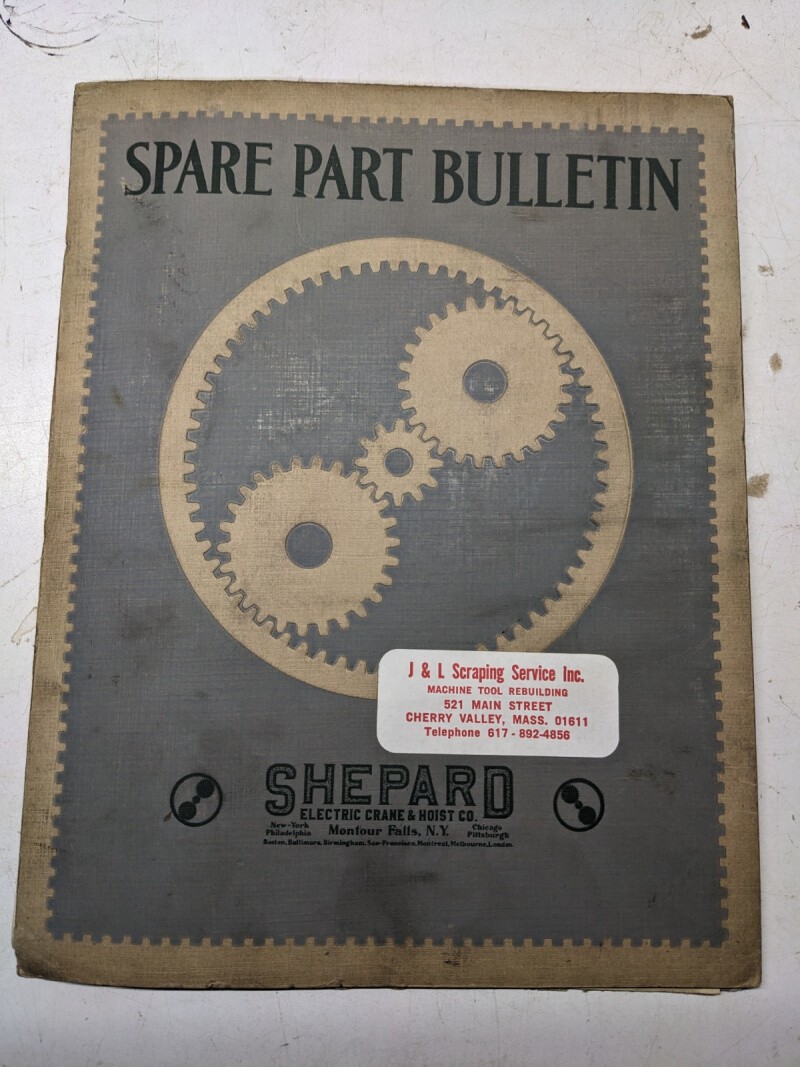 SPARE PART BULLETIN
J & L Scraping Service Inc.
MACHINE TOOL REBUILDING
521 MAIN STREET
CHERRY VALLEY, MASS. 01611
Telephone 617-892-4856
SHEPARD
ELECTRIC CRANE & HOIST CO.
New-York
Philadelphia
Montour Falls, N.Y.
Chicago
Pittsburgh
Boston, Baltimore, Birmingham, San-Francisco, Montreal, Melbourne, London.